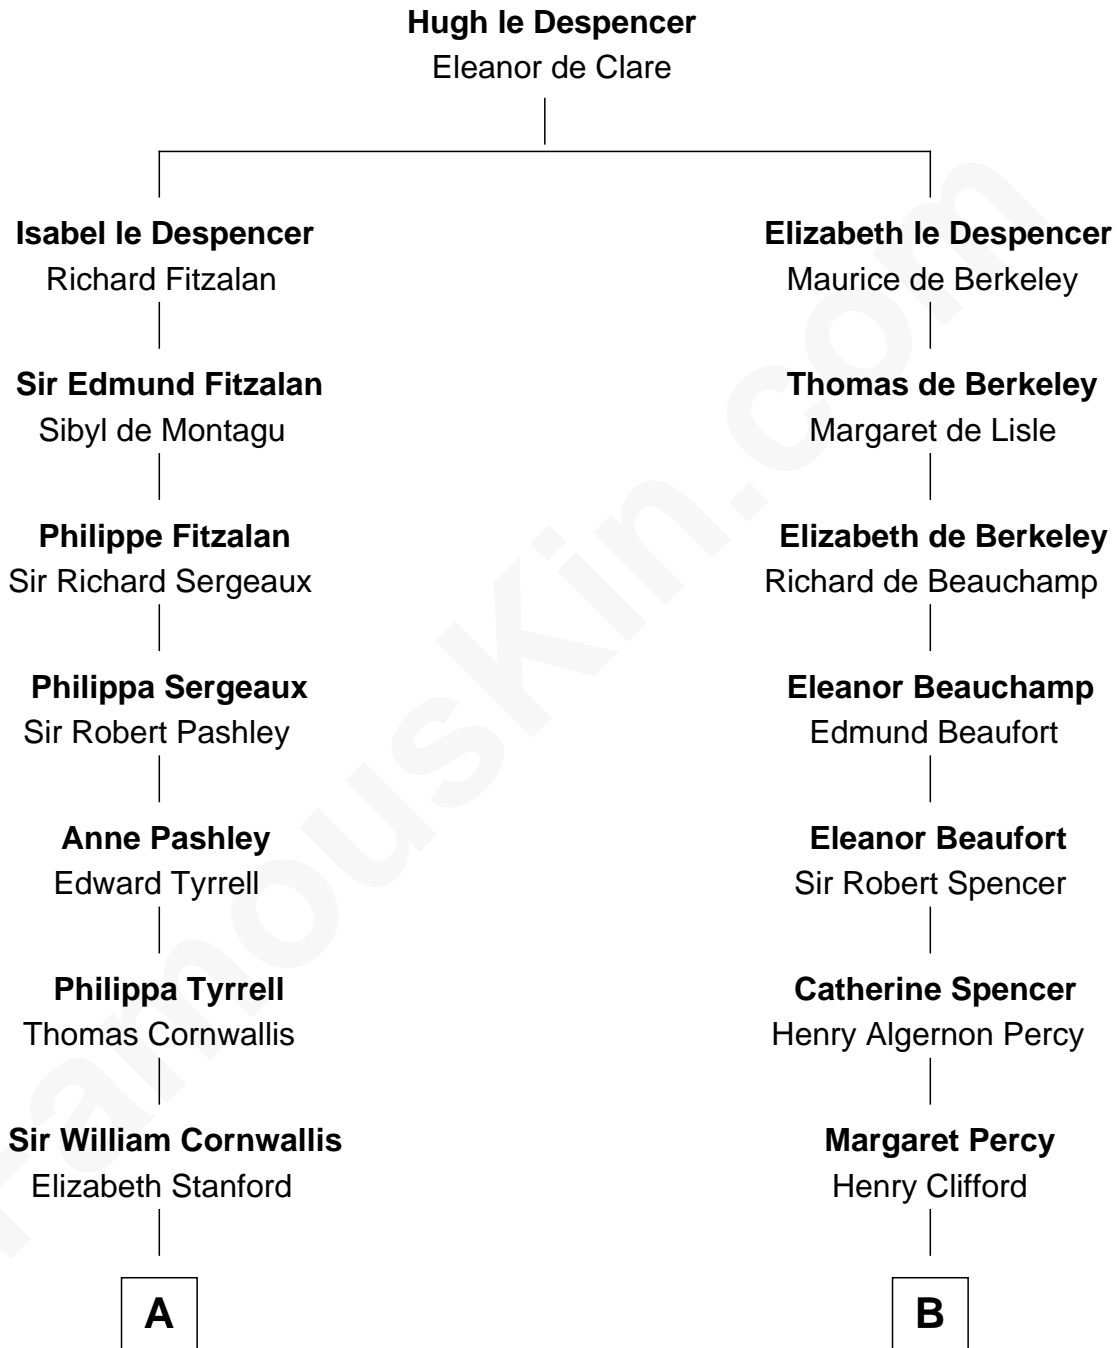 Hugh le Despencer
Eleanor de Clare
Isabel le Despencer
Richard Fitzalan
Elizabeth le Despencer
Maurice de Berkeley
Sir Edmund Fitzalan
Sibyl de Montagu
Thomas de Berkeley
Margaret de Lisle
Philippe Fitzalan
Sir Richard Sergeaux
Elizabeth de Berkeley
Richard de Beauchamp
Philippa Sergeaux
Sir Robert Pashley
Eleanor Beauchamp
Edmund Beaufort
Anne Pashley
Edward Tyrrell
Eleanor Beaufort
Sir Robert Spencer
Philippa Tyrrell
Thomas Cornwallis
Catherine Spencer
Henry Algernon Percy
Sir William Cornwallis
Elizabeth Stanford
Margaret Percy
Henry Clifford
A
B
FamousKin.com